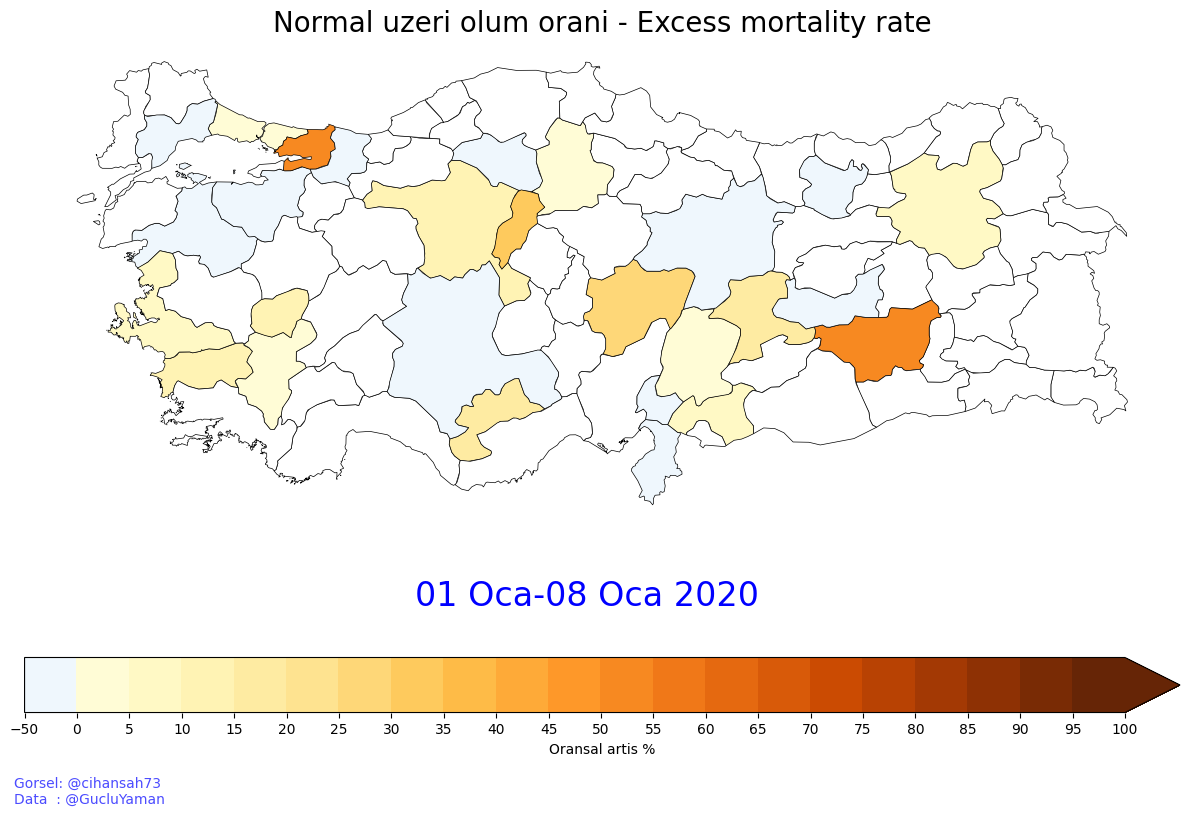 Normal uzeri olum orani - Excess mortality rate
01 Oca-08 Oca 2020
−50 0 5 10 15 20 25 30 35 40 45 50 55 60 65 70 75 80 85 90 95 100
Oransal artis %
Gorsel: @cihansah73
Data  : @GucluYaman